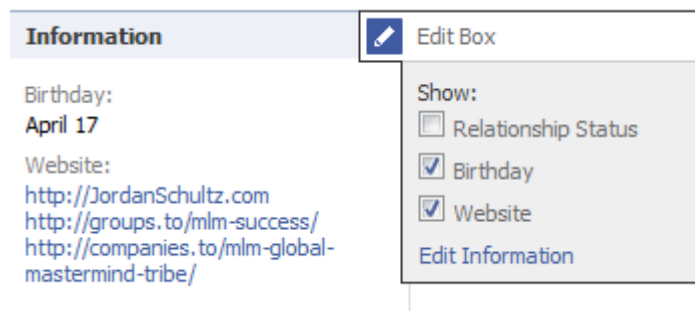 Information
Birthday:
April 17
Website:
http://JordanSchultz.com
http://groups.to/mlm-success/
http://companies.to/mlm-global-
mastermind-tribe/
Edit Box
Show:
Relationship Status
Birthday
Website
Edit Information